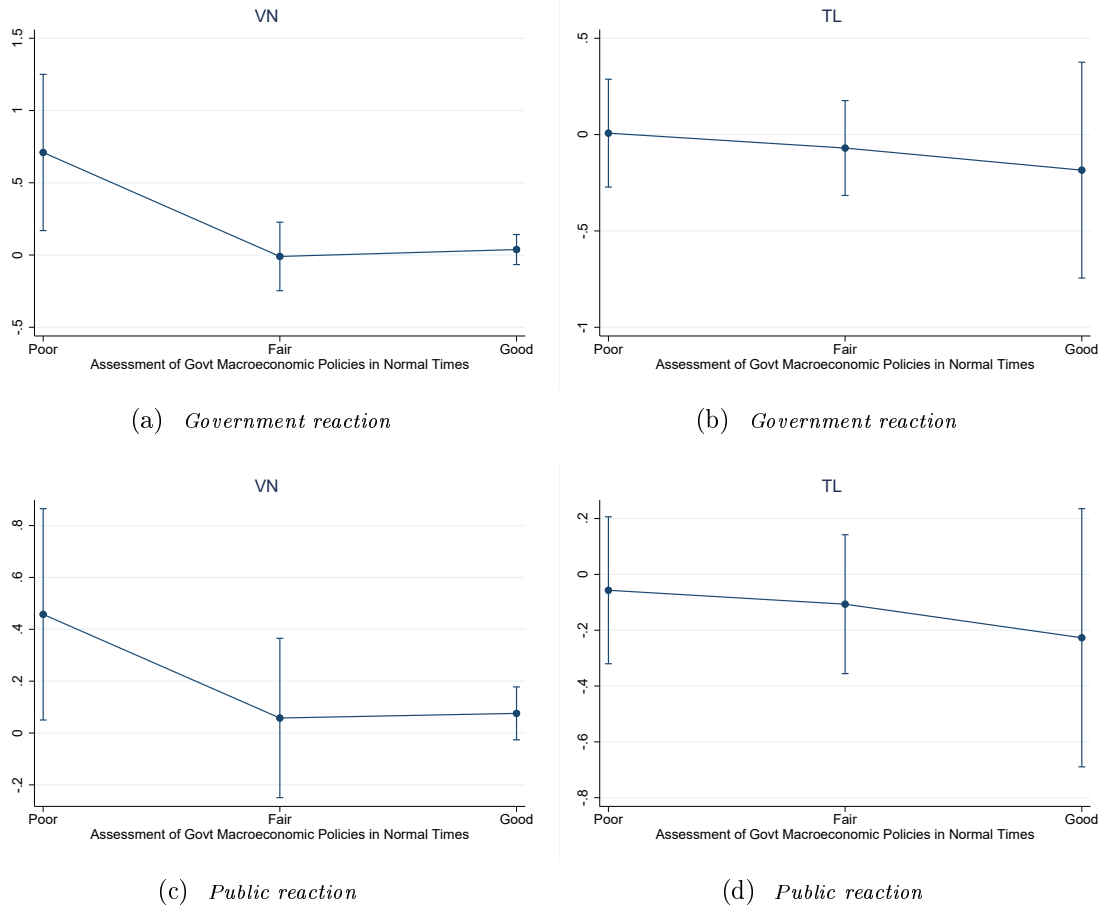 VN
1.5
1
.5
0
-.5
Poor Fair Good
Assessment of Govt Macroeconomic Policies in Normal Times
(a) Government reaction
TL
.5
0
-.5
-1
Poor Fair Good
Assessment of Govt Macroeconomic Policies in Normal Times
(b) Government reaction
VN
.8
.6
.4
.2
0
-.2
Poor Fair Good
Assessment of Govt Macroeconomic Policies in Normal Times
(c) Public reaction
TL
.2
0
-.2
-.4
-.6
-.8
Poor Fair Good
Assessment of Govt Macroeconomic Policies in Normal Times
(d) Public reaction